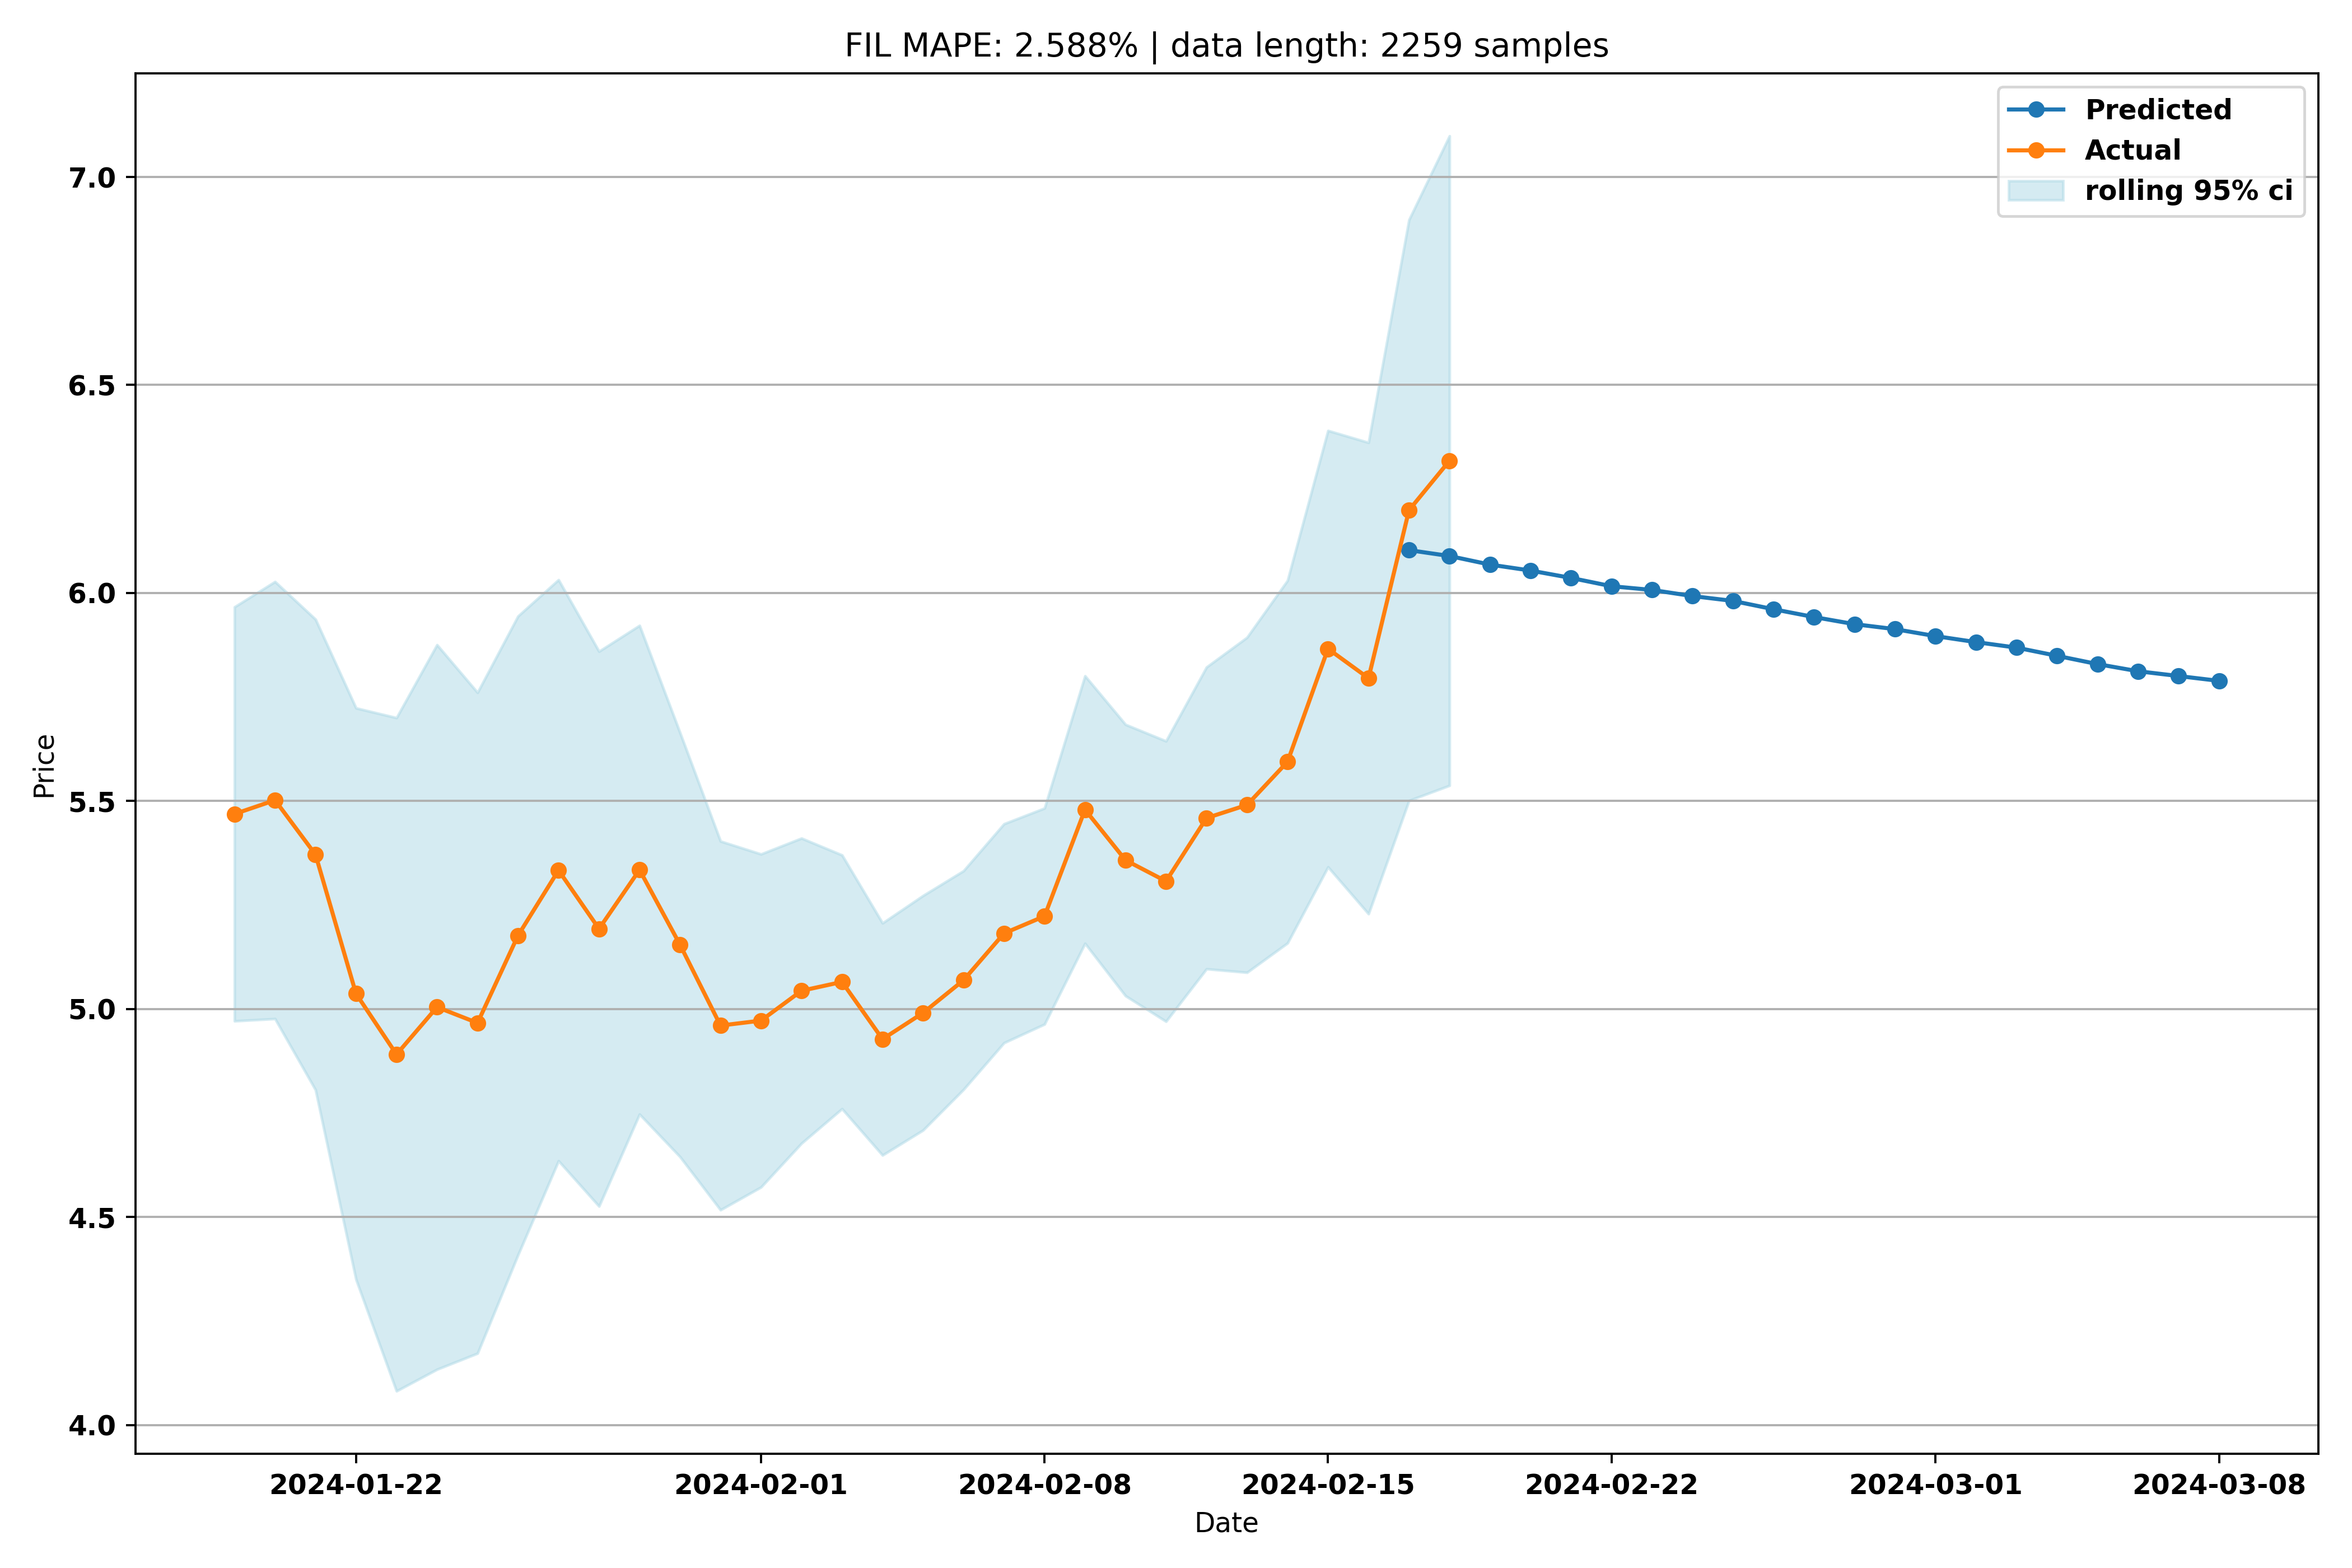 FIL MAPE: 2.588% | data length: 2259 samples
Predicted
Actual
rolling 95% ci
7.0
6.5
6.0
5.5
5.0
4.5
4.0
Price
2024-01-22
2024-02-01
2024-02-08
2024-02-15
2024-02-22
2024-03-01
2024-03-08
Date